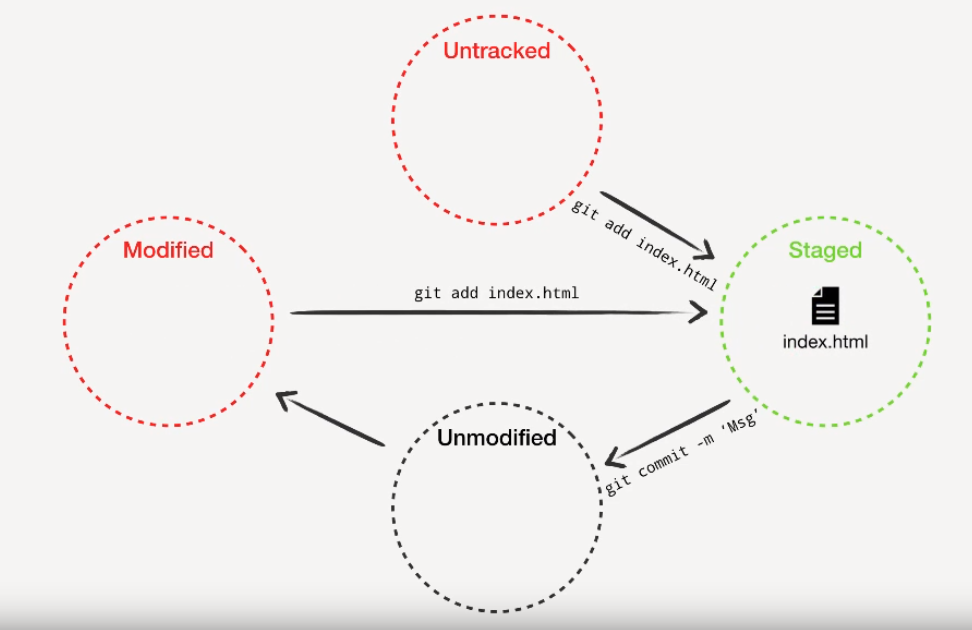 Untracked
git add index.html
Modified
Staged
git add index.html
index.html
Unmodified
git commit -m ‘Msg’